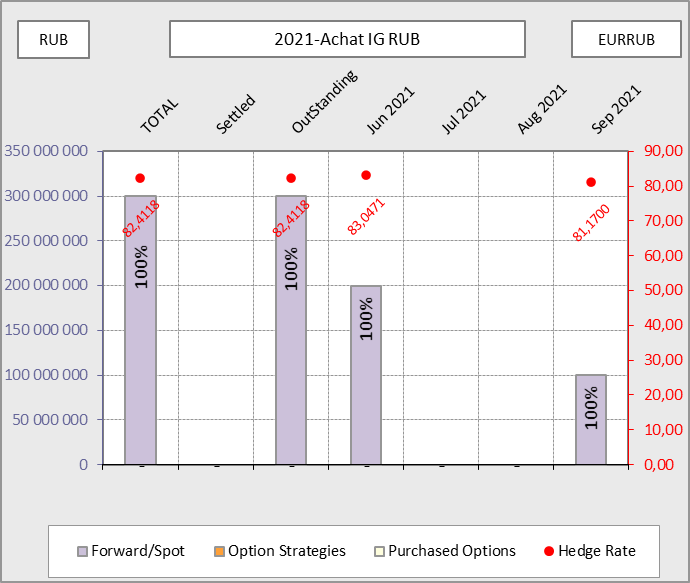 RUB
2021-Achat IG RUB
EURRUB
TOTAL
Settled
OutStanding
Jun 2021
Jul 2021
Aug 2021
Sep 2021
350 000 000
300 000 000
250 000 000
200 000 000
150 000 000
100 000 000
50 000 000
0
90,00
80,00
70,00
60,00
50,00
40,00
30,00
20,00
10,00
0,00
82,4118
82,4118
83,0471
81,1700
100%
100%
100%
100%
Forward/Spot
Option Strategies
Purchased Options
Hedge Rate